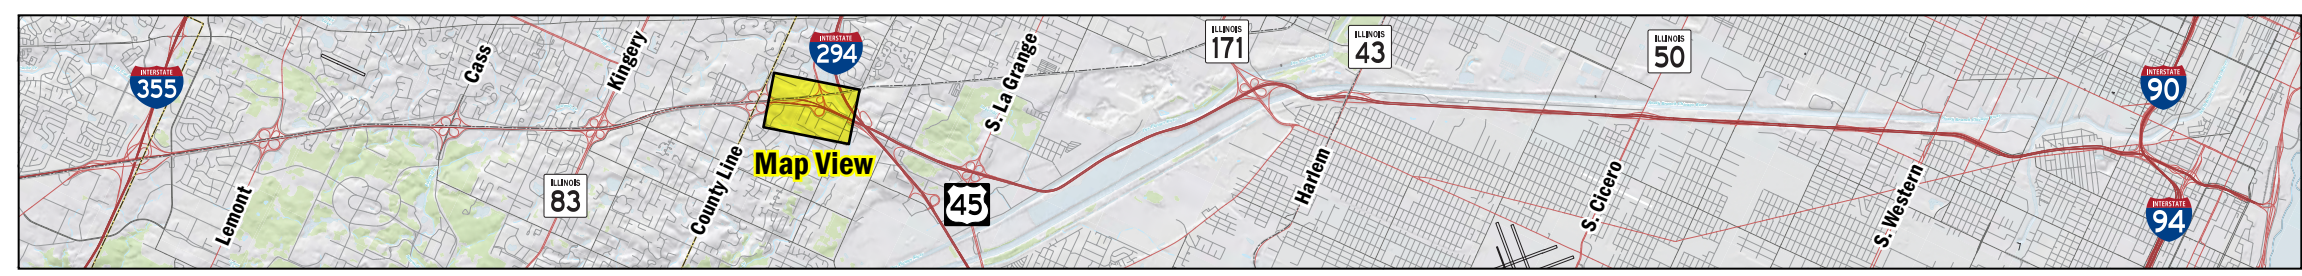 INTERSTATE
355
Lemont
Cass
ILLINOIS
83
Kingery
County Line
Map View
INTERSTATE
294
45
S. La Grange
ILLINOIS
171
Harlem
ILLINOIS
43
S. Cicero
ILLINOIS
50
S. Western
INTERSTATE
90
INTERSTATE
94